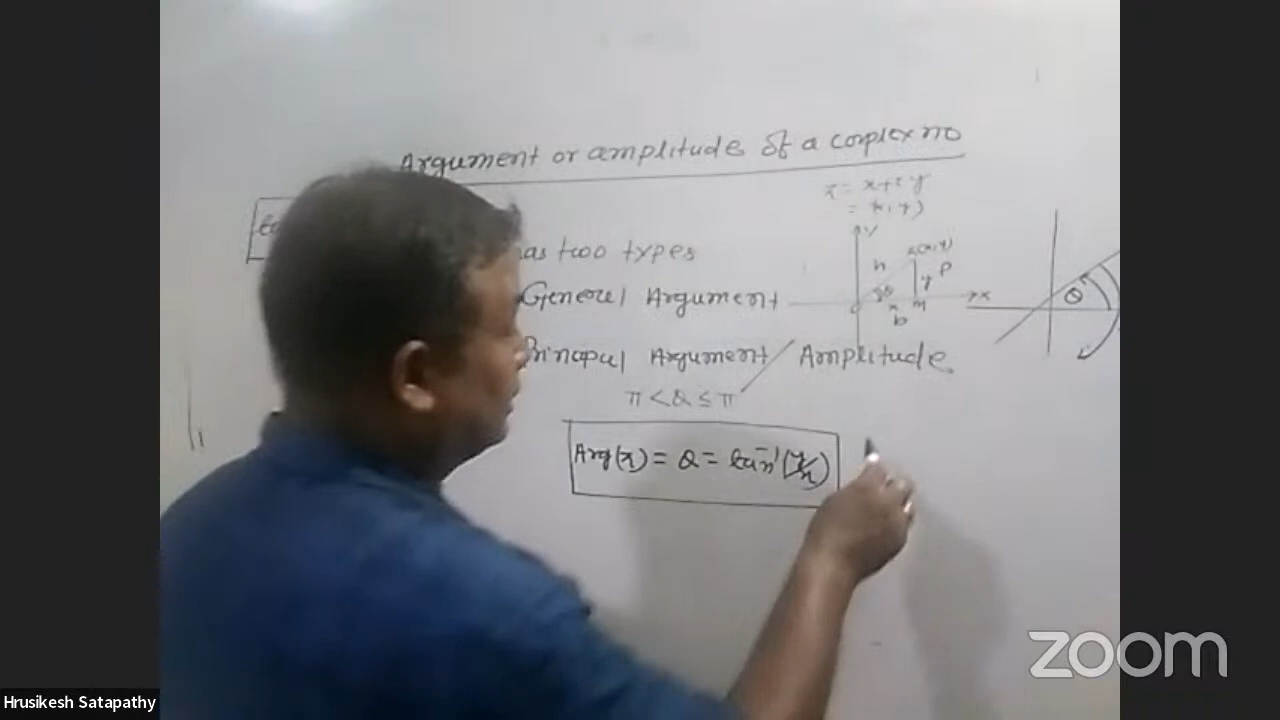 Argument or amplitude of a complex no
z = x+iy
= (x, y)
has two types
General Argument
Principal Argument / Amplitude
π < θ ≤ π
Arg(z) = θ = tan⁻¹(y/x)
y
z(x,y)
h
P
y
θ
x
M
b
x
θ
zoom
Hrusikesh Satapathy